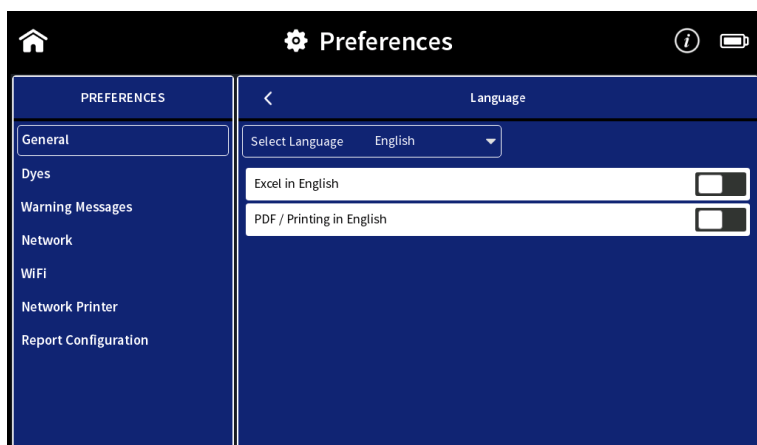 Preferences
PREFERENCES
General
Dyes
Warning Messages
Network
WiFi
Network Printer
Report Configuration
Language
Select Language English
Excel in English
PDF / Printing in English